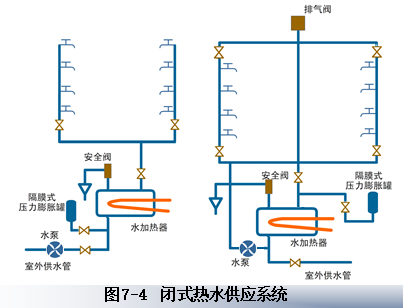 排气阀
安全阀
隔膜式
压力膨胀罐
水加热器
水泵
室外供水管
安全阀
隔膜式
压力膨胀罐
水加热器
水泵
室外供水管
图7-4 闭式热水供应系统